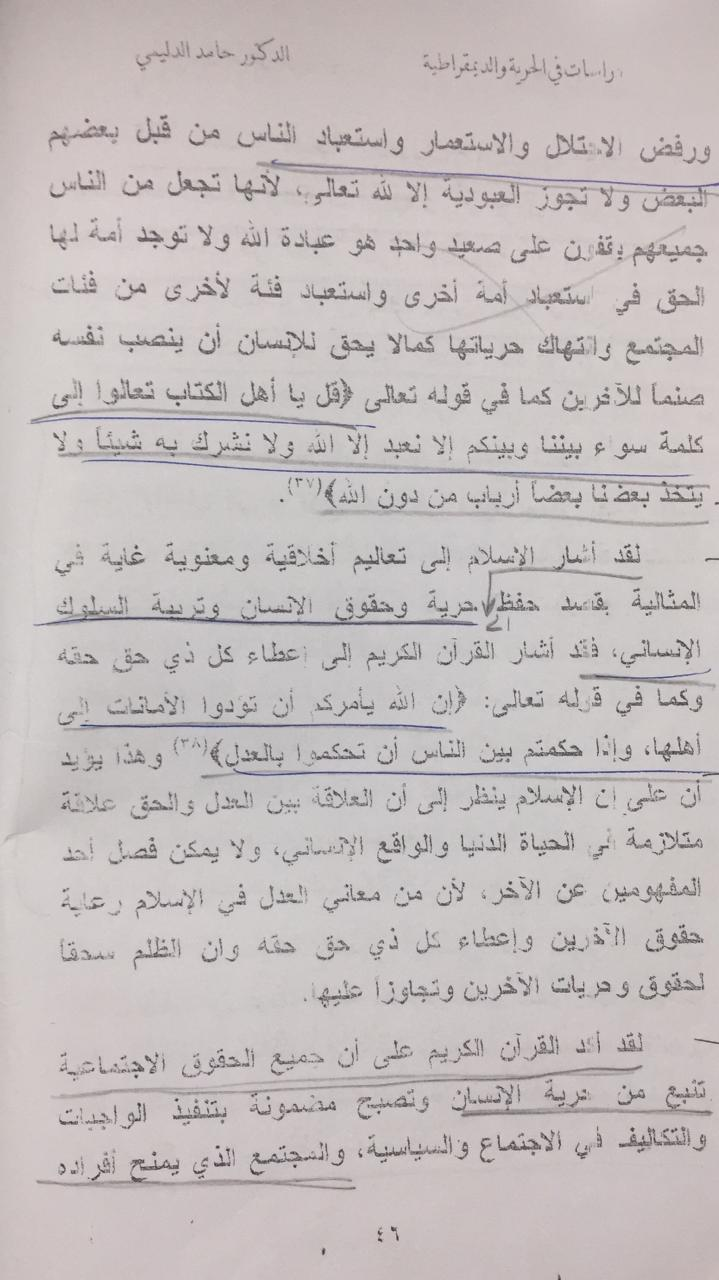 دراسات في الحرية والديمقراطية الدكتور حامد الدليمي
ورفض الاحتلال والاستعمار واستعباد الناس من قبل بعضهم
البعض ولا تجوز العبودية إلا لله تعالى، لأنها تجعل من الناس
جميعهم يقفون على صعيد واحد هو عبادة الله ولا توجد أمة لها
الحق في استعباد أمة أخرى واستعباد فئة لأخرى من فئات
المجتمع وانتهاك حرياتها كمالا يحق للإنسان أن ينصب نفسه
صنماً للآخرين كما في قوله تعالى ﴿قل يا أهل الكتاب تعالوا إلى
كلمة سواء بيننا وبينكم إلا نعبد إلا الله ولا نشرك به شيئاً ولا
يتخذ بعضنا بعضاً أرباب من دون الله﴾(٣٧).
لقد أشار الإسلام إلى تعاليم أخلاقية ومعنوية غاية في
المثالية بقصد حفظ حرية وحقوق الإنسان وتربية السلوك
الإنساني، فقد أشار القرآن الكريم إلى إعطاء كل ذي حق حقه
وكما في قوله تعالى: ﴿إن الله يأمركم أن تؤدوا الأمانات إلى
أهلها، وإذا حكمتم بين الناس أن تحكموا بالعدل﴾(٣٨) وهذا يؤيد
أن على إن الإسلام ينظر إلى أن العلاقة بين العدل والحق علاقة
متلازمة في الحياة الدنيا والواقع الإنساني، ولا يمكن فصل أحد
المفهومين عن الآخر، لأن من معاني العدل في الإسلام رعاية
حقوق الآخرين وإعطاء كل ذي حق حقه وان الظلم سحقاً
لحقوق وحريات الآخرين وتجاوزاً عليها.
لقد أكد القرآن الكريم على أن جميع الحقوق الاجتماعية
تنبع من حرية الإنسان وتصبح مضمونة بتنفيذ الواجبات
والتكاليف في الاجتماع والسياسية، والمجتمع الذي يمنح أفراده
٤٦